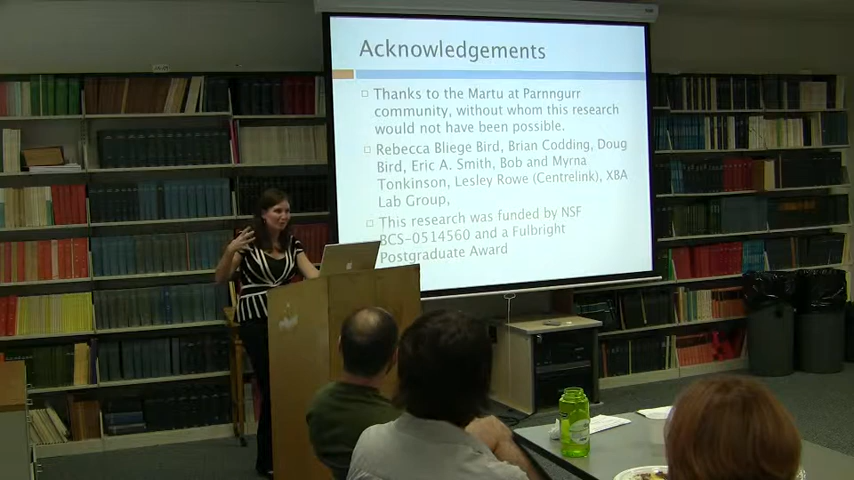 Acknowledgements
Thanks to the Martu at Parnngurr
community, without whom this research
would not have been possible.
Rebecca Bliege Bird, Brian Codding, Doug
Bird, Eric A. Smith, Bob and Myrna
Tonkinson, Lesley Rowe (Centrelink), XBA
Lab Group,
This research was funded by NSF
BCS-0514560 and a Fulbright
Postgraduate Award